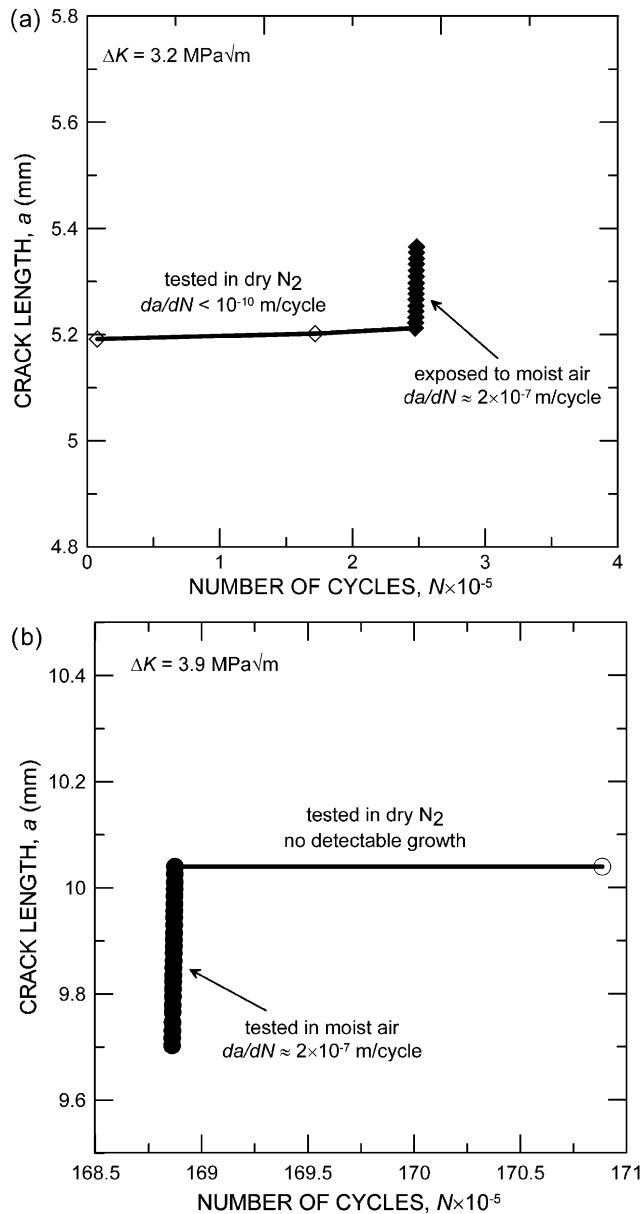 (a)
ΔK = 3.2 MPa√m
5.8
5.6
5.4
5.2
5
4.8
CRACK LENGTH, a (mm)
tested in dry N2
da/dN < 10⁻¹⁰ m/cycle
exposed to moist air
da/dN ≈ 2×10⁻⁷ m/cycle
0 1 2 3 4
NUMBER OF CYCLES, N×10⁻⁵
(b)
ΔK = 3.9 MPa√m
10.4
10.2
10
9.8
9.6
CRACK LENGTH, a (mm)
tested in dry N2
no detectable growth
tested in moist air
da/dN ≈ 2×10⁻⁷ m/cycle
168.5 169 169.5 170 170.5 171
NUMBER OF CYCLES, N×10⁻⁵